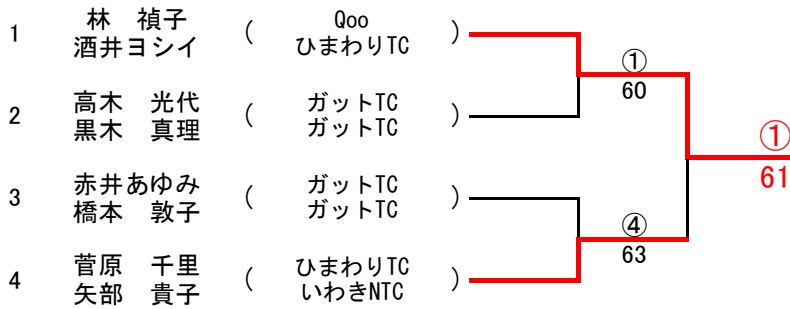 1 林　禎子 ( Qoo )
酒井ヨシイ ひまわりTC
①
60
2 高木　光代 ( ガットTC )
黒木　真理 ガットTC
①
61
3 赤井あゆみ ( ガットTC )
橋本　敦子 ガットTC
④
63
4 菅原　千里 ( ひまわりTC )
矢部　貴子 いわきNTC